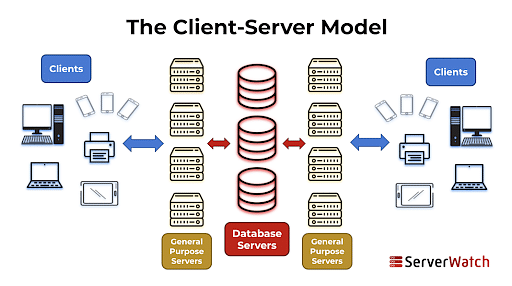 The Client-Server Model
Clients
Clients
General
Purpose
Servers
Database
Servers
General
Purpose
Servers
ServerWatch